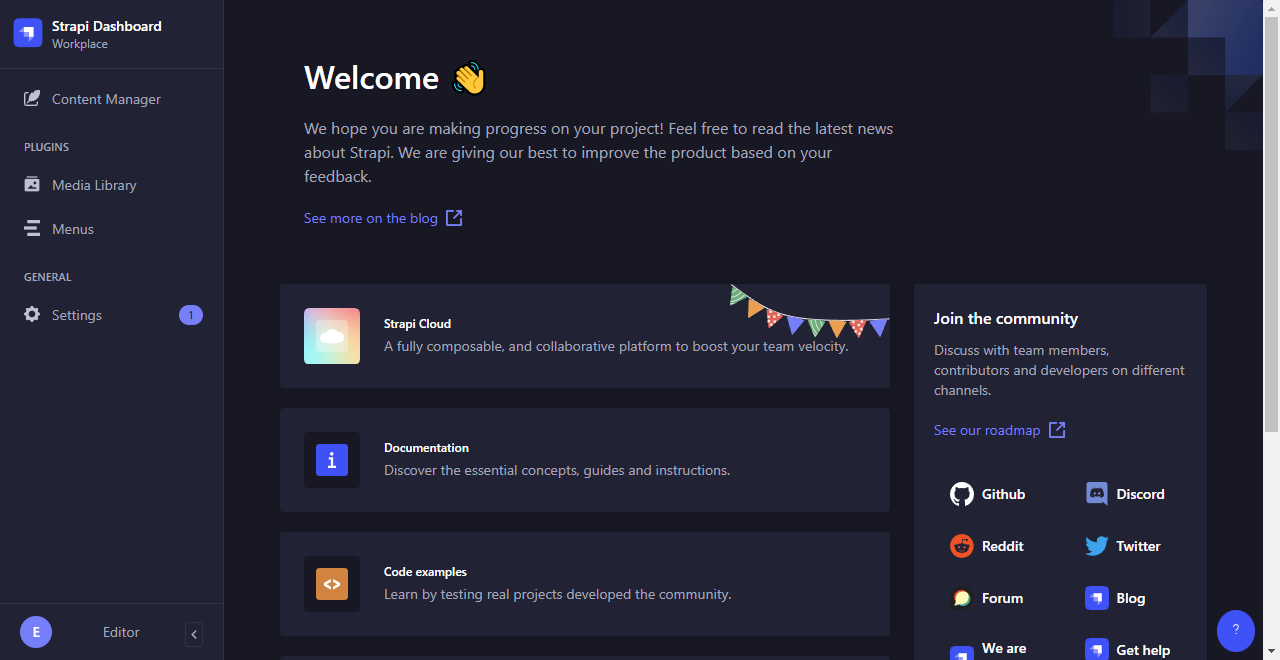 Strapi Dashboard
Workplace
Content Manager
PLUGINS
Media Library
Menus
GENERAL
Settings
1
E
Editor
Welcome
We hope you are making progress on your project! Feel free to read the latest news
about Strapi. We are giving our best to improve the product based on your
feedback.
See more on the blog
Strapi Cloud
A fully composable, and collaborative platform to boost your team velocity.
i
Documentation
Discover the essential concepts, guides and instructions.
<>
Code examples
Learn by testing real projects developed the community.
Join the community
Discuss with team members,
contributors and developers on different
channels.
See our roadmap
Github
Discord
Reddit
Twitter
Forum
Blog
We are
Get help
?